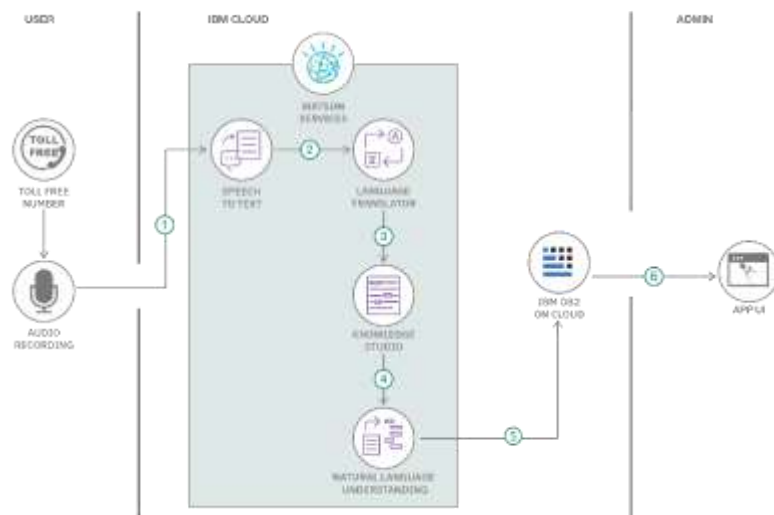 USER
IBM CLOUD
ADMIN
WATSON
SERVICES
TOLL
FREE
TOLL FREE
NUMBER
SPEECH
TO TEXT
2
LANGUAGE
TRANSLATOR
1
3
AUDIO
RECORDING
KNOWLEDGE
STUDIO
IBM DB2
ON CLOUD
6
APP UI
4
5
NATURAL LANGUAGE
UNDERSTANDING